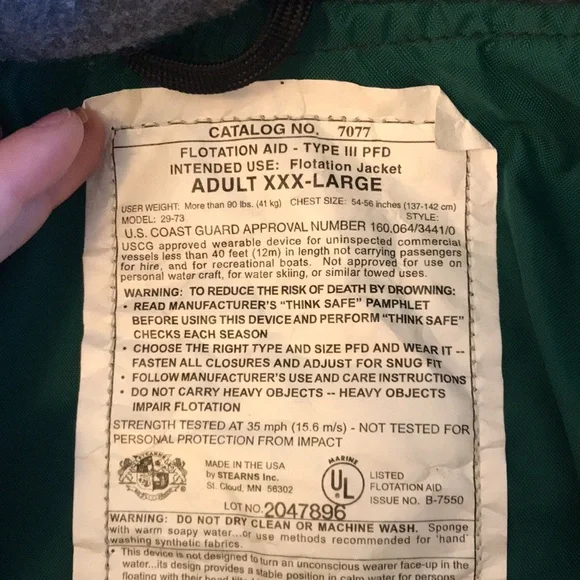 CATALOG NO. 7077
FLOTATION AID - TYPE III PFD
INTENDED USE: Flotation Jacket
ADULT XXX-LARGE
USER WEIGHT: More than 90 lbs. (41 kg) CHEST SIZE: 54-56 inches (137-142 cm)
MODEL: 29-73 STYLE:
U.S. COAST GUARD APPROVAL NUMBER 160.064/3441/0
USCG approved wearable device for uninspected commercial
vessels less than 40 feet (12m) in length not carrying passengers
for hire, and for recreational boats. Not approved for use on
personal water craft, for water skiing, or similar towed uses.
WARNING: TO REDUCE THE RISK OF DEATH BY DROWNING:
• READ MANUFACTURER'S "THINK SAFE" PAMPHLET
BEFORE USING THIS DEVICE AND PERFORM "THINK SAFE"
CHECKS EACH SEASON
• CHOOSE THE RIGHT TYPE AND SIZE PFD AND WEAR IT --
FASTEN ALL CLOSURES AND ADJUST FOR SNUG FIT
• FOLLOW MANUFACTURER'S USE AND CARE INSTRUCTIONS
• DO NOT CARRY HEAVY OBJECTS -- HEAVY OBJECTS
IMPAIR FLOTATION
STRENGTH TESTED AT 35 mph (15.6 m/s) - NOT TESTED FOR
PERSONAL PROTECTION FROM IMPACT
STEARNS
MADE IN THE USA
by STEARNS Inc.
St. Cloud, MN 56302
MARINE
UL
LISTED
FLOTATION AID
ISSUE NO. B-7550
LOT NO. 2047896
WARNING: DO NOT DRY CLEAN OR MACHINE WASH. Sponge
with warm soapy water...or use methods recommended for 'hand'
washing synthetic fabrics.
• This device is not designed to turn an unconscious wearer face-up in the
water...its design provides a stable position in calm water for persons
floating with their head